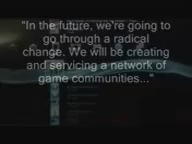 "In the future, we're going to
go through a radical
change. We will be creating
and servicing a network of
game communities..."